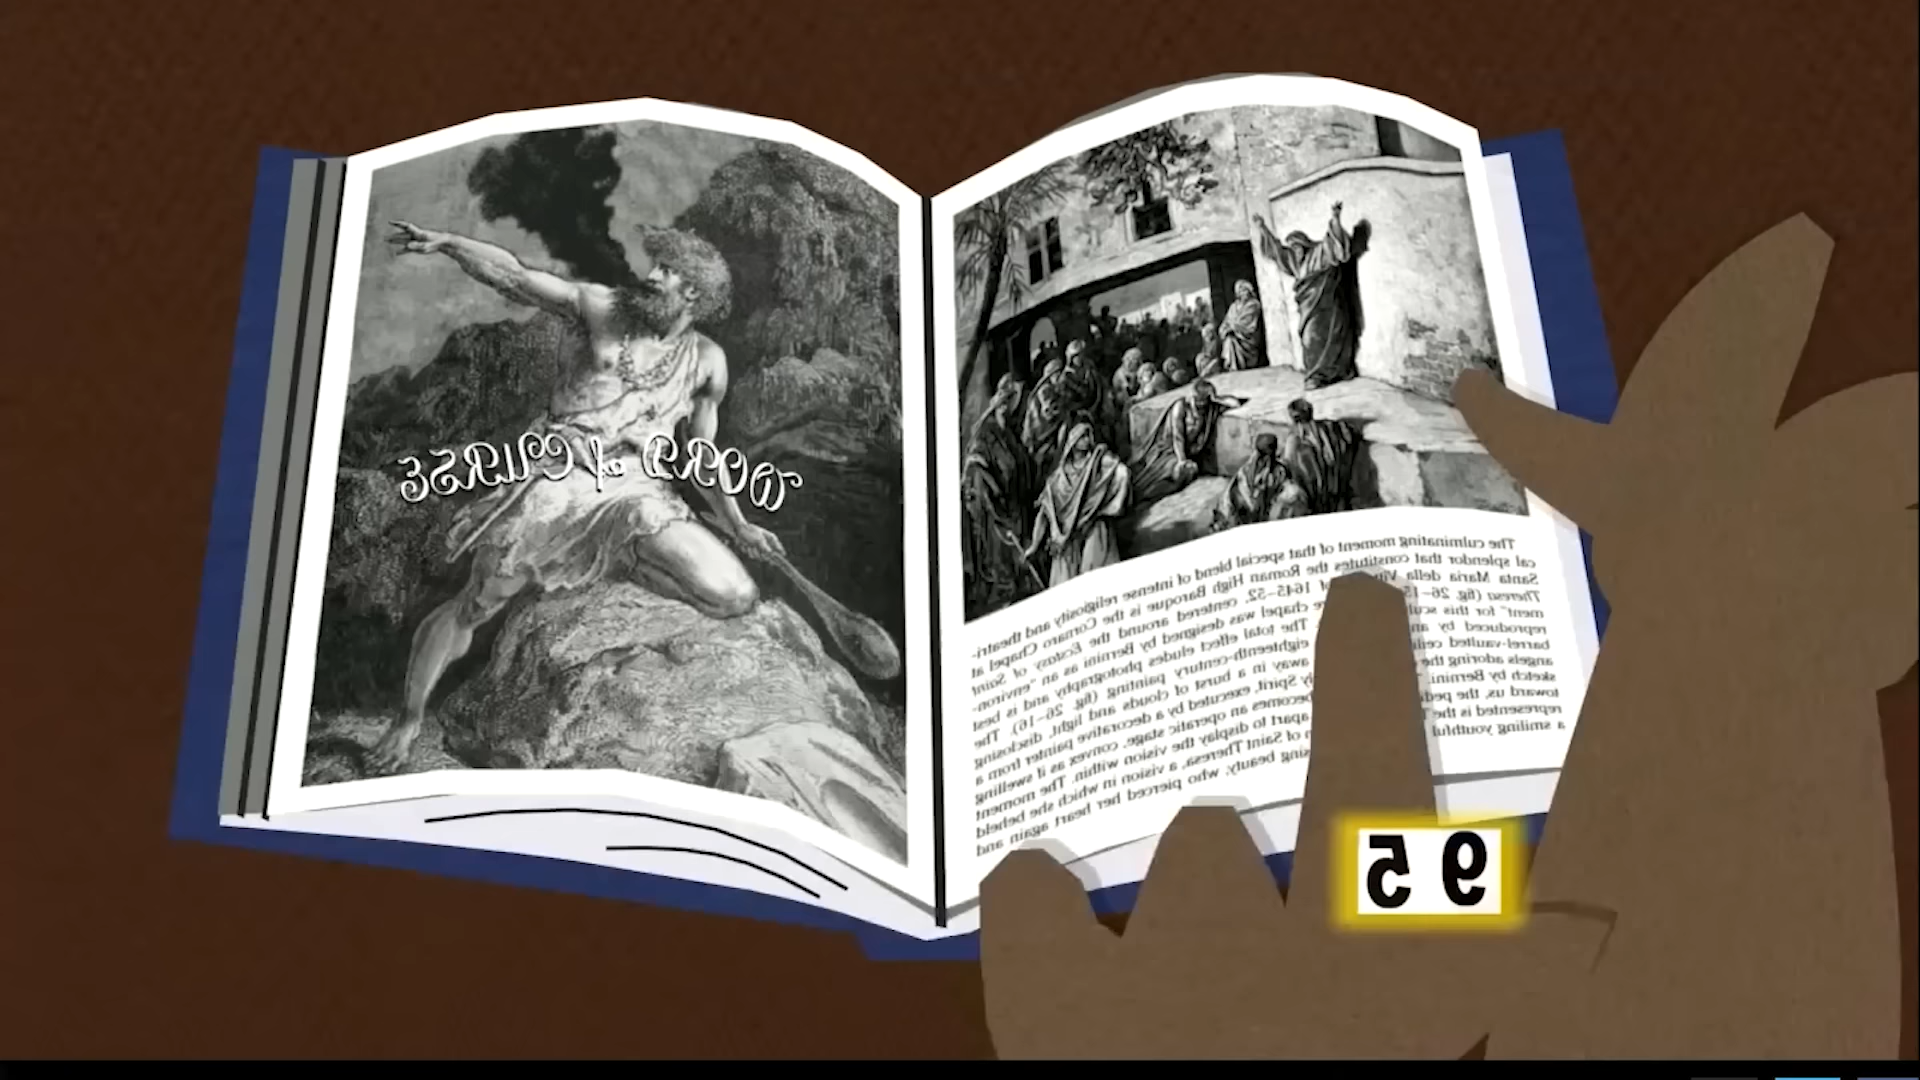 WORD of CURSE
The culminating moment of that special blend of intense religiosity and theatri-
cal splendor that constitutes the Roman High Baroque is the Cornaro Chapel at
Santa Maria della of 1645–52, centered around the Ecstasy of Saint
Theresa (fig. 26–15 chapel was designed by Bernini as an "environ-
ment" for this The total effect eludes photography and is best
reproduced by an eighteenth-century painting (fig. 26–16). The
barrel-vaulted away in a burst of clouds and light, disclosing
angels adoring the Spirit, executed by a decorative painter from a
sketch by Bernini. becomes an operatic stage, convex as if swelling
toward us, the apart to display the vision within. The moment
represented is the of Saint Theresa, a vision in which she beheld
a smiling youthful beauty, who pierced her heart again and
9 5